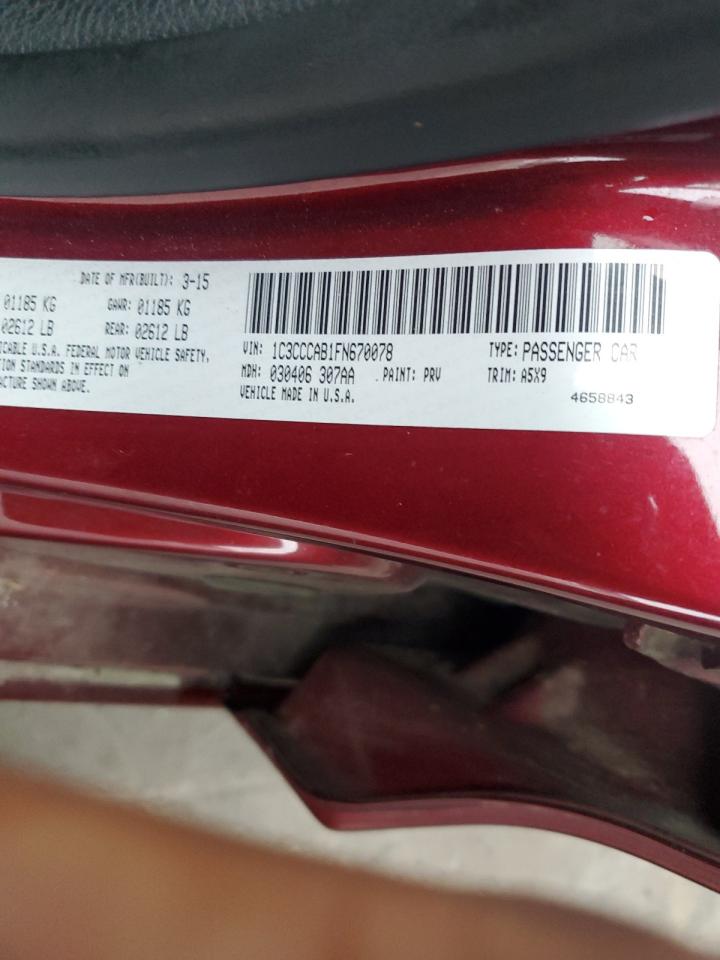 DATE OF MFR(BUILT): 3-15
01185 KG GAWR: 01185 KG
02612 LB REAR: 02612 LB
U.S.A. FEDERAL MOTOR VEHICLE SAFETY,
STANDARDS IN EFFECT ON
SHOWN ABOVE.
VIN: 1C3CCCAB1FN670078 TYPE: PASSENGER CAR
MDH: 030406 307AA .PAINT: PRV TRIM: A5X9
VEHICLE MADE IN U.S.A. 4658843